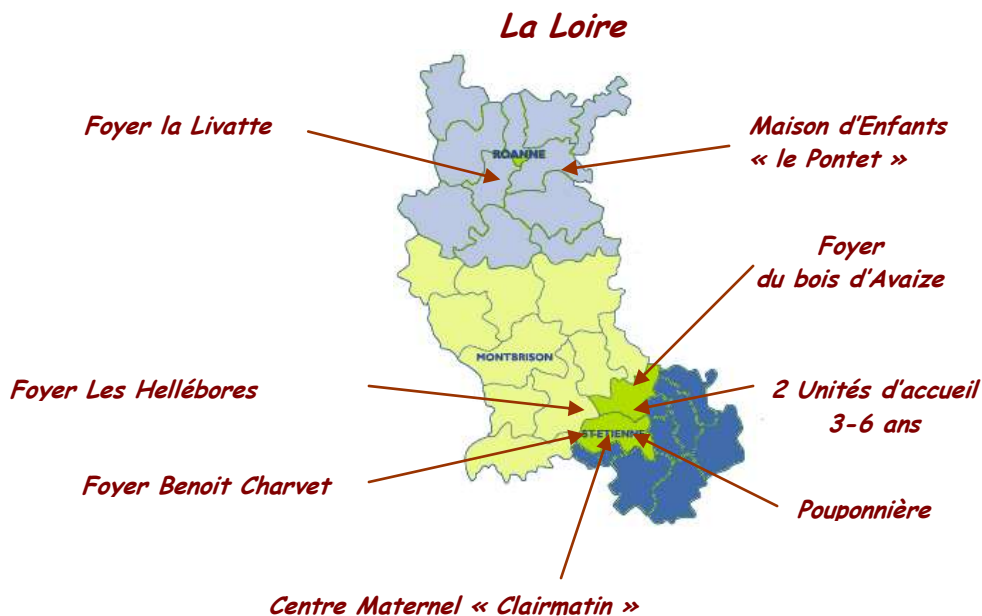 La Loire
Foyer la Livatte
Maison d'Enfants
« le Pontet »
ROANNE
Foyer
du bois d'Avaize
MONTBRISON
Foyer Les Hellébores
2 Unités d'accueil
3-6 ans
ST-ETIENNE
Foyer Benoit Charvet
Pouponnière
Centre Maternel « Clairmatin »